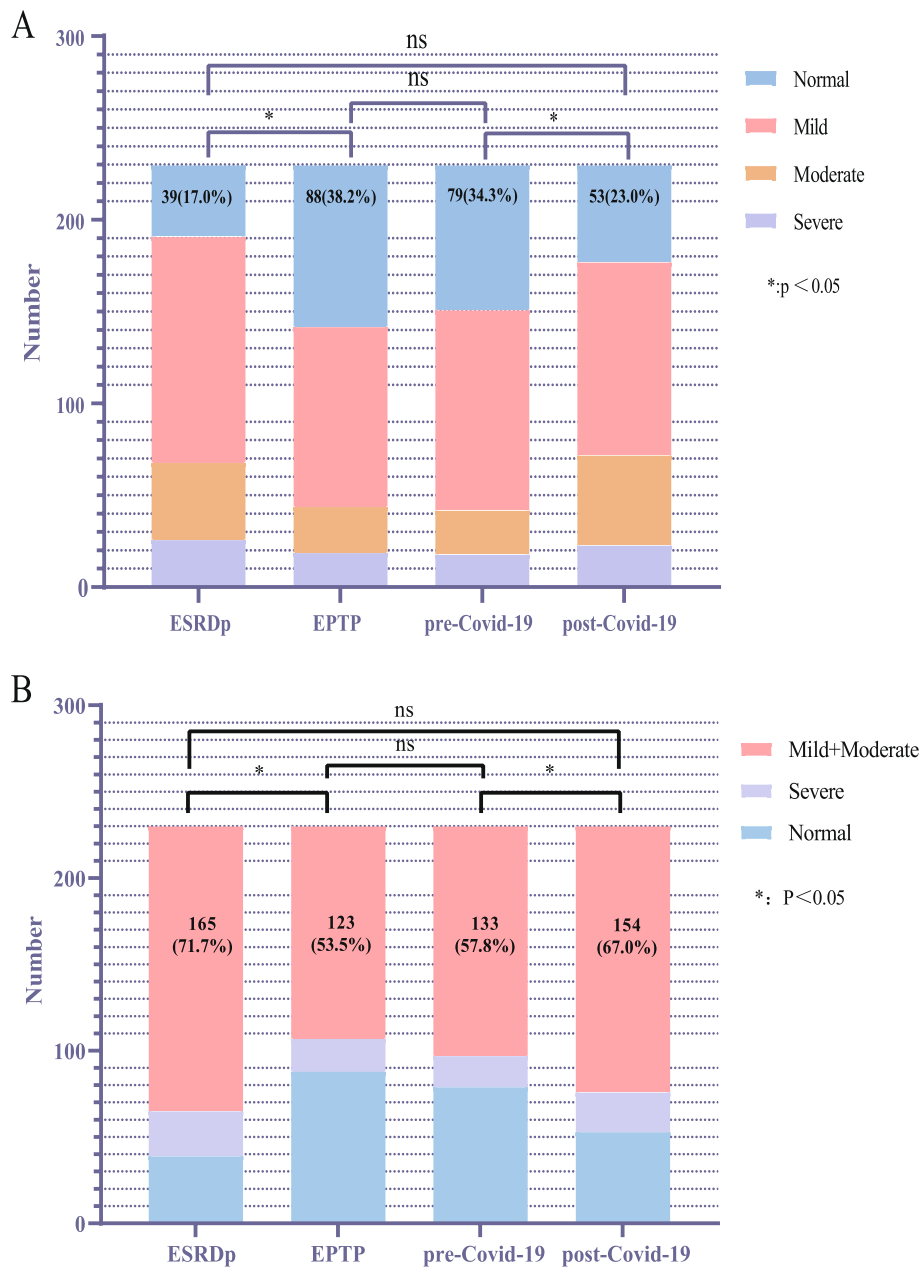 A
300
ns
ns
*
*
39(17.0%)
88(38.2%)
79(34.3%)
53(23.0%)
200
100
0
Number
ESRDp
EPTP
pre-Covid-19
post-Covid-19
Normal
Mild
Moderate
Severe
*:p＜0.05
B
300
ns
ns
*
*
200
100
0
Number
165
(71.7%)
123
(53.5%)
133
(57.8%)
154
(67.0%)
ESRDp
EPTP
pre-Covid-19
post-Covid-19
Mild+Moderate
Severe
Normal
*： P＜0.05